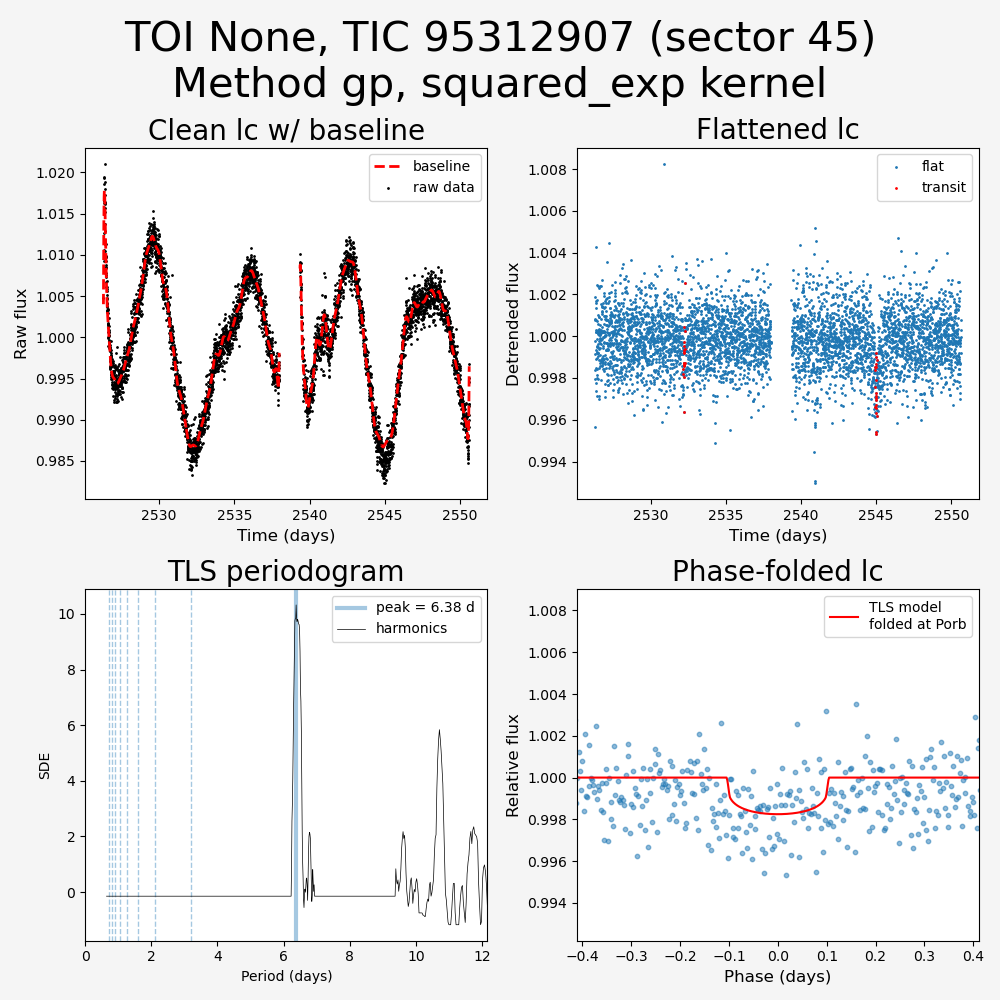 TOI None, TIC 95312907 (sector 45)
Method gp, squared_exp kernel
Clean lc w/ baseline
baseline
raw data
1.020
1.015
1.010
1.005
1.000
0.995
0.990
0.985
Raw flux
2530
2535
2540
2545
2550
Time (days)
Flattened lc
flat
transit
1.008
1.006
1.004
1.002
1.000
0.998
0.996
0.994
Detrended flux
2530
2535
2540
2545
2550
Time (days)
TLS periodogram
peak = 6.38 d
harmonics
10
8
6
4
2
0
SDE
0
2
4
6
8
10
12
Period (days)
Phase-folded lc
TLS model
folded at Porb
1.008
1.006
1.004
1.002
1.000
0.998
0.996
0.994
Relative flux
−0.4
−0.3
−0.2
−0.1
0.0
0.1
0.2
0.3
0.4
Phase (days)